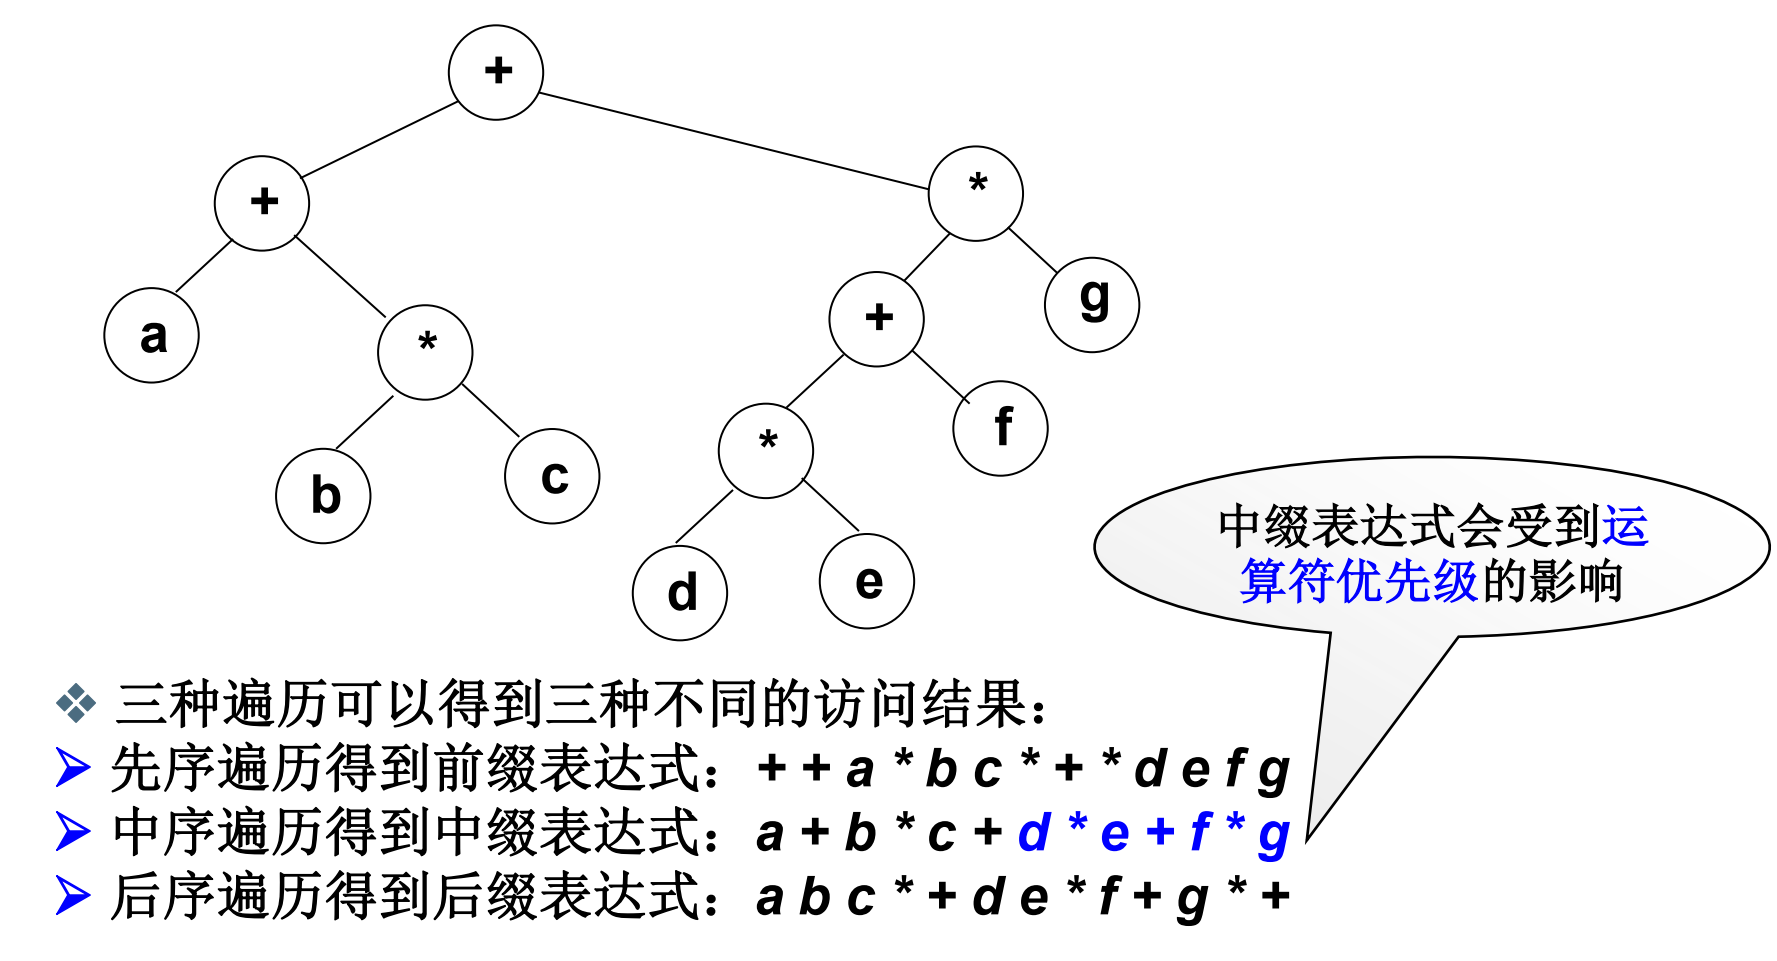 +
+
*
a
*
+
g
b
c
*
f
d
e
中缀表达式会受到运
算符优先级的影响
三种遍历可以得到三种不同的访问结果：
先序遍历得到前缀表达式：+ + a * b c * + * d e f g
中序遍历得到中缀表达式：a + b * c + d * e + f * g
后序遍历得到后缀表达式：a b c * + d e * f + g * +